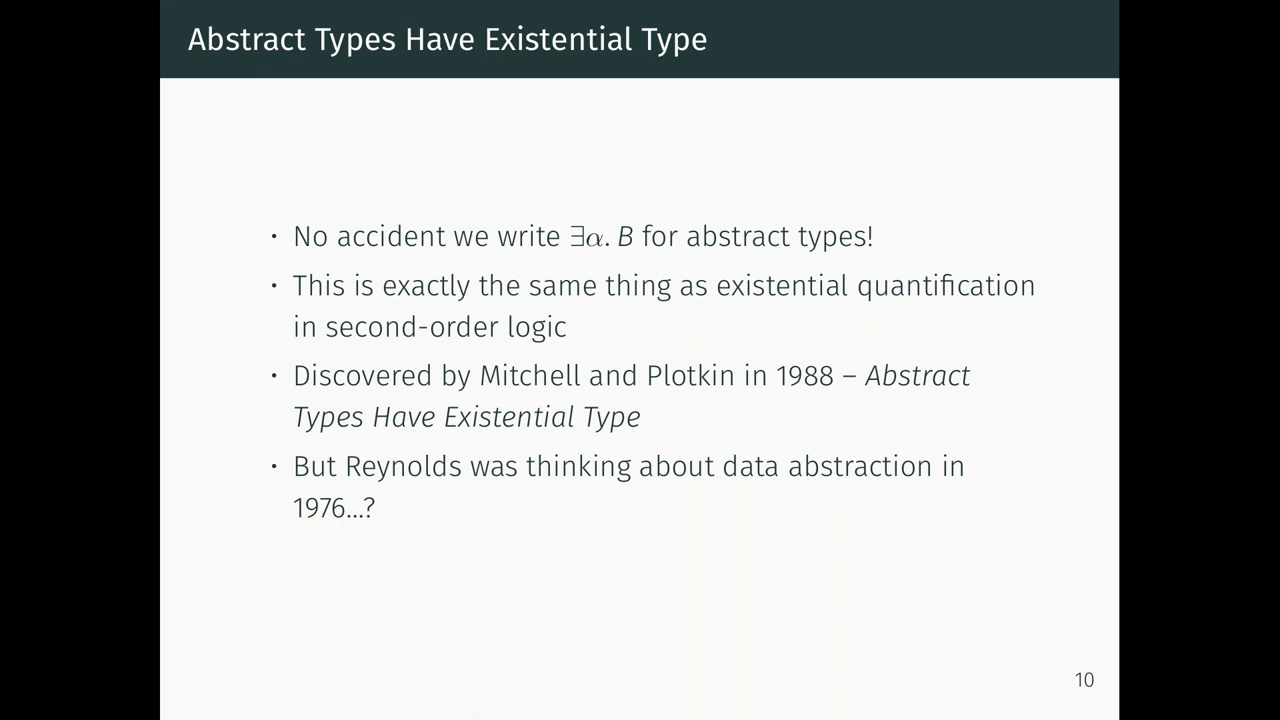 Abstract Types Have Existential Type
· No accident we write ∃α. B for abstract types!
· This is exactly the same thing as existential quantification
in second-order logic
· Discovered by Mitchell and Plotkin in 1988 – Abstract
Types Have Existential Type
· But Reynolds was thinking about data abstraction in
1976...?
10